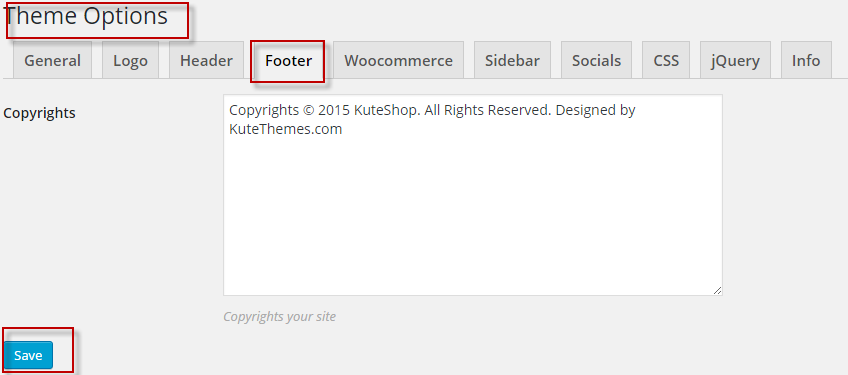 Theme Options
General Logo Header Footer Woocommerce Sidebar Socials CSS jQuery Info
Copyrights
Copyrights © 2015 KuteShop. All Rights Reserved. Designed by
KuteThemes.com
Copyrights your site
Save